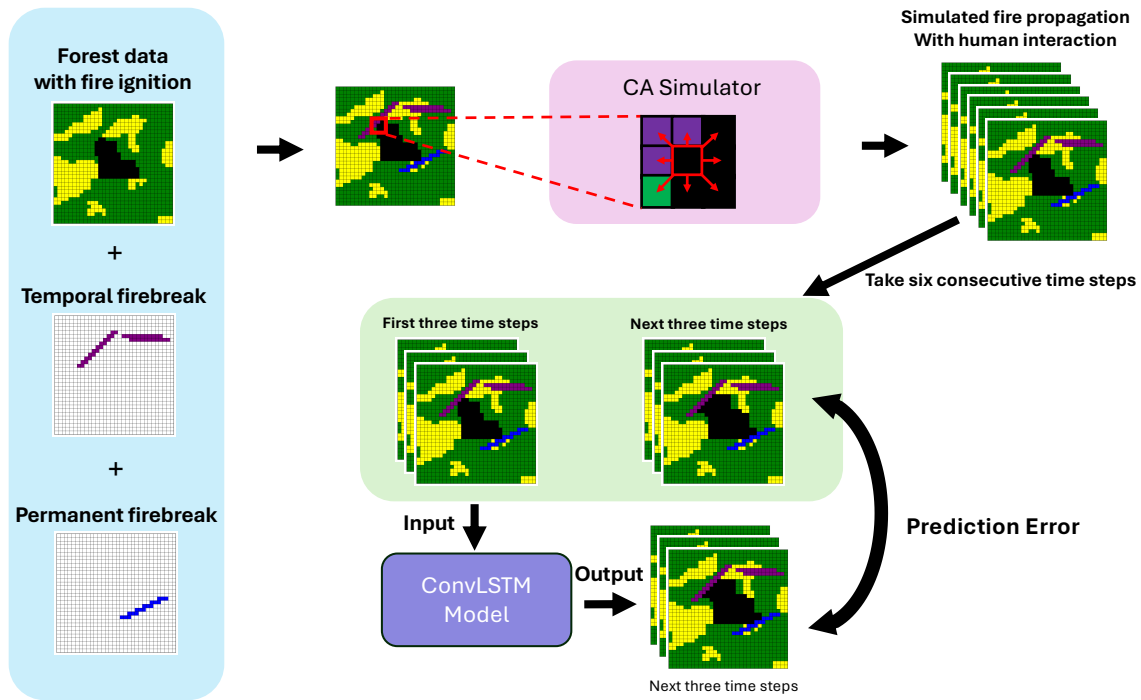 Forest data
with fire ignition
+
Temporal firebreak
+
Permanent firebreak
CA Simulator
Simulated fire propagation
With human interaction
Take six consecutive time steps
First three time steps
Next three time steps
Input
ConvLSTM
Model
Output
Next three time steps
Prediction Error